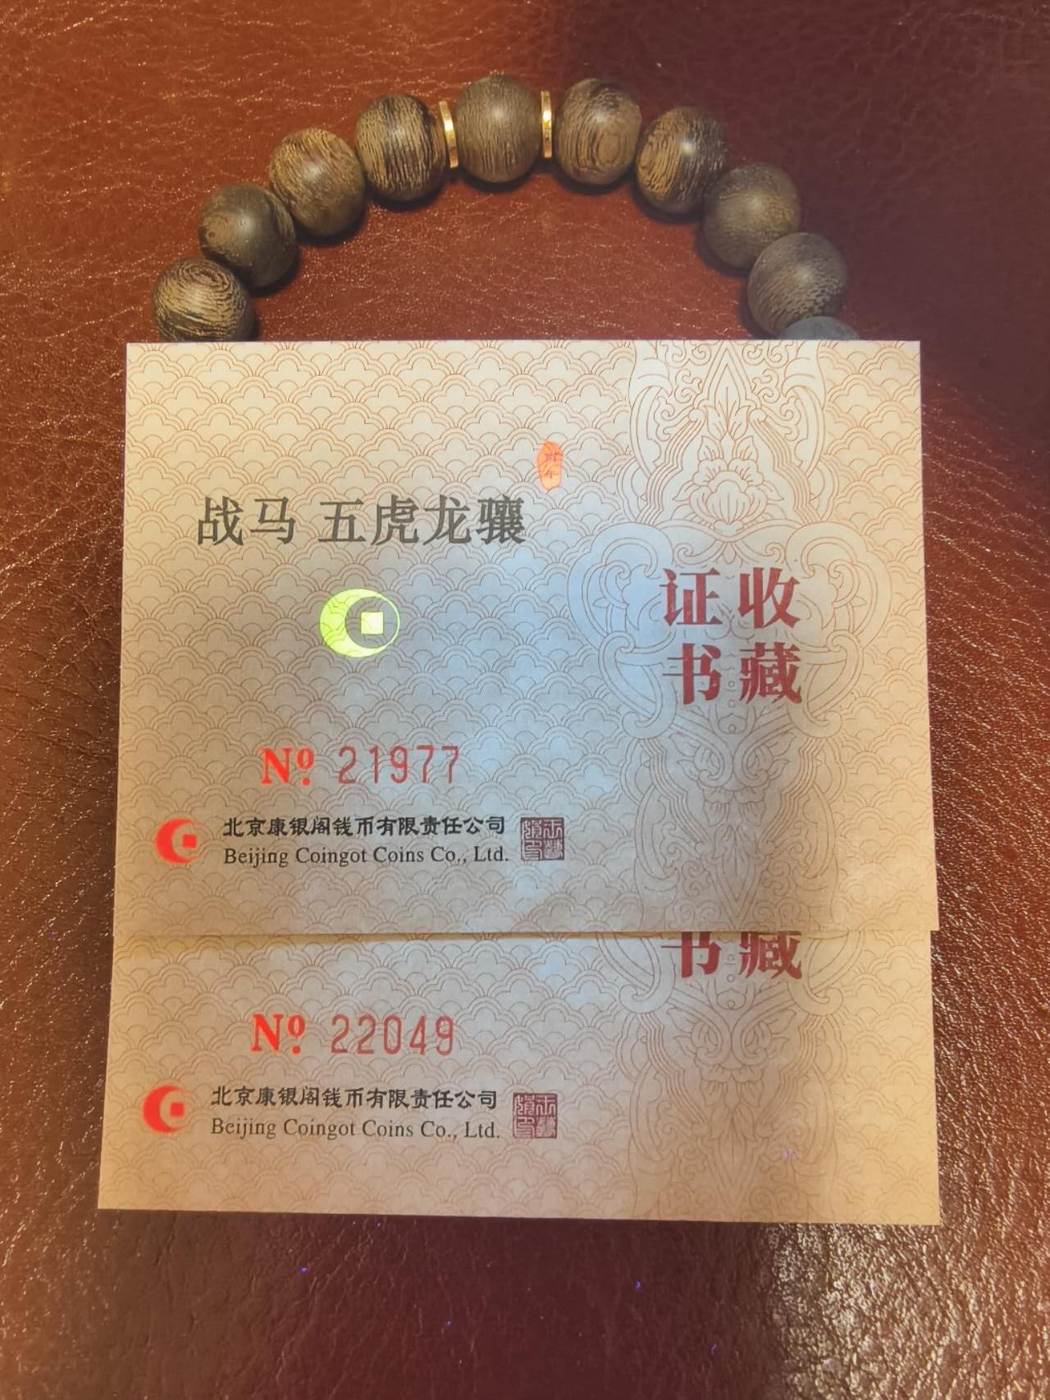 战马 五虎龙骧
收藏
证书
Nº 21977
北京康银阁钱币有限责任公司
Beijing Coingot Coins Co., Ltd.
书藏
Nº 22049
北京康银阁钱币有限责任公司
Beijing Coingot Coins Co., Ltd.